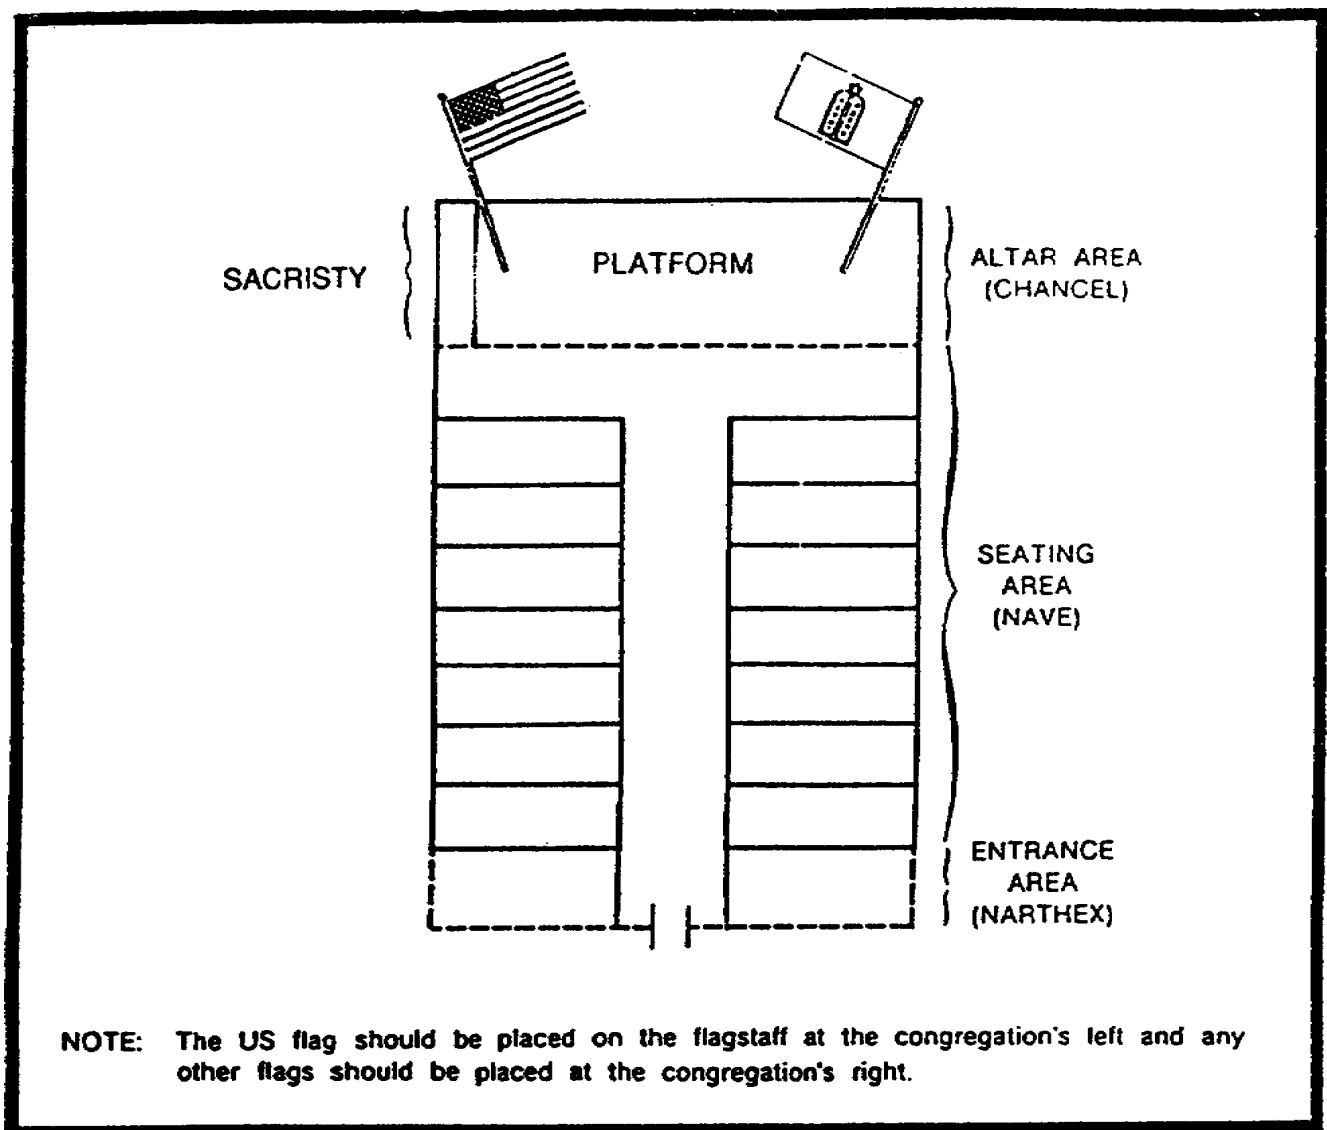 SACRISTY
PLATFORM
ALTAR AREA
(CHANCEL)
SEATING
AREA
(NAVE)
ENTRANCE
AREA
(NARTHEX)
NOTE: The US flag should be placed on the flagstaff at the congregation's left and any
other flags should be placed at the congregation's right.